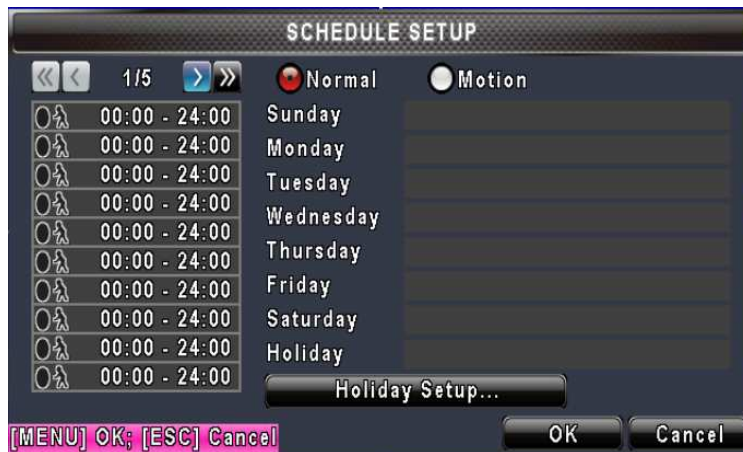 SCHEDULE SETUP
1/5
Normal
Motion
00:00 - 24:00
00:00 - 24:00
00:00 - 24:00
00:00 - 24:00
00:00 - 24:00
00:00 - 24:00
00:00 - 24:00
00:00 - 24:00
00:00 - 24:00
00:00 - 24:00
Sunday
Monday
Tuesday
Wednesday
Thursday
Friday
Saturday
Holiday
Holiday Setup...
[MENU] OK; [ESC] Cancel
OK
Cancel